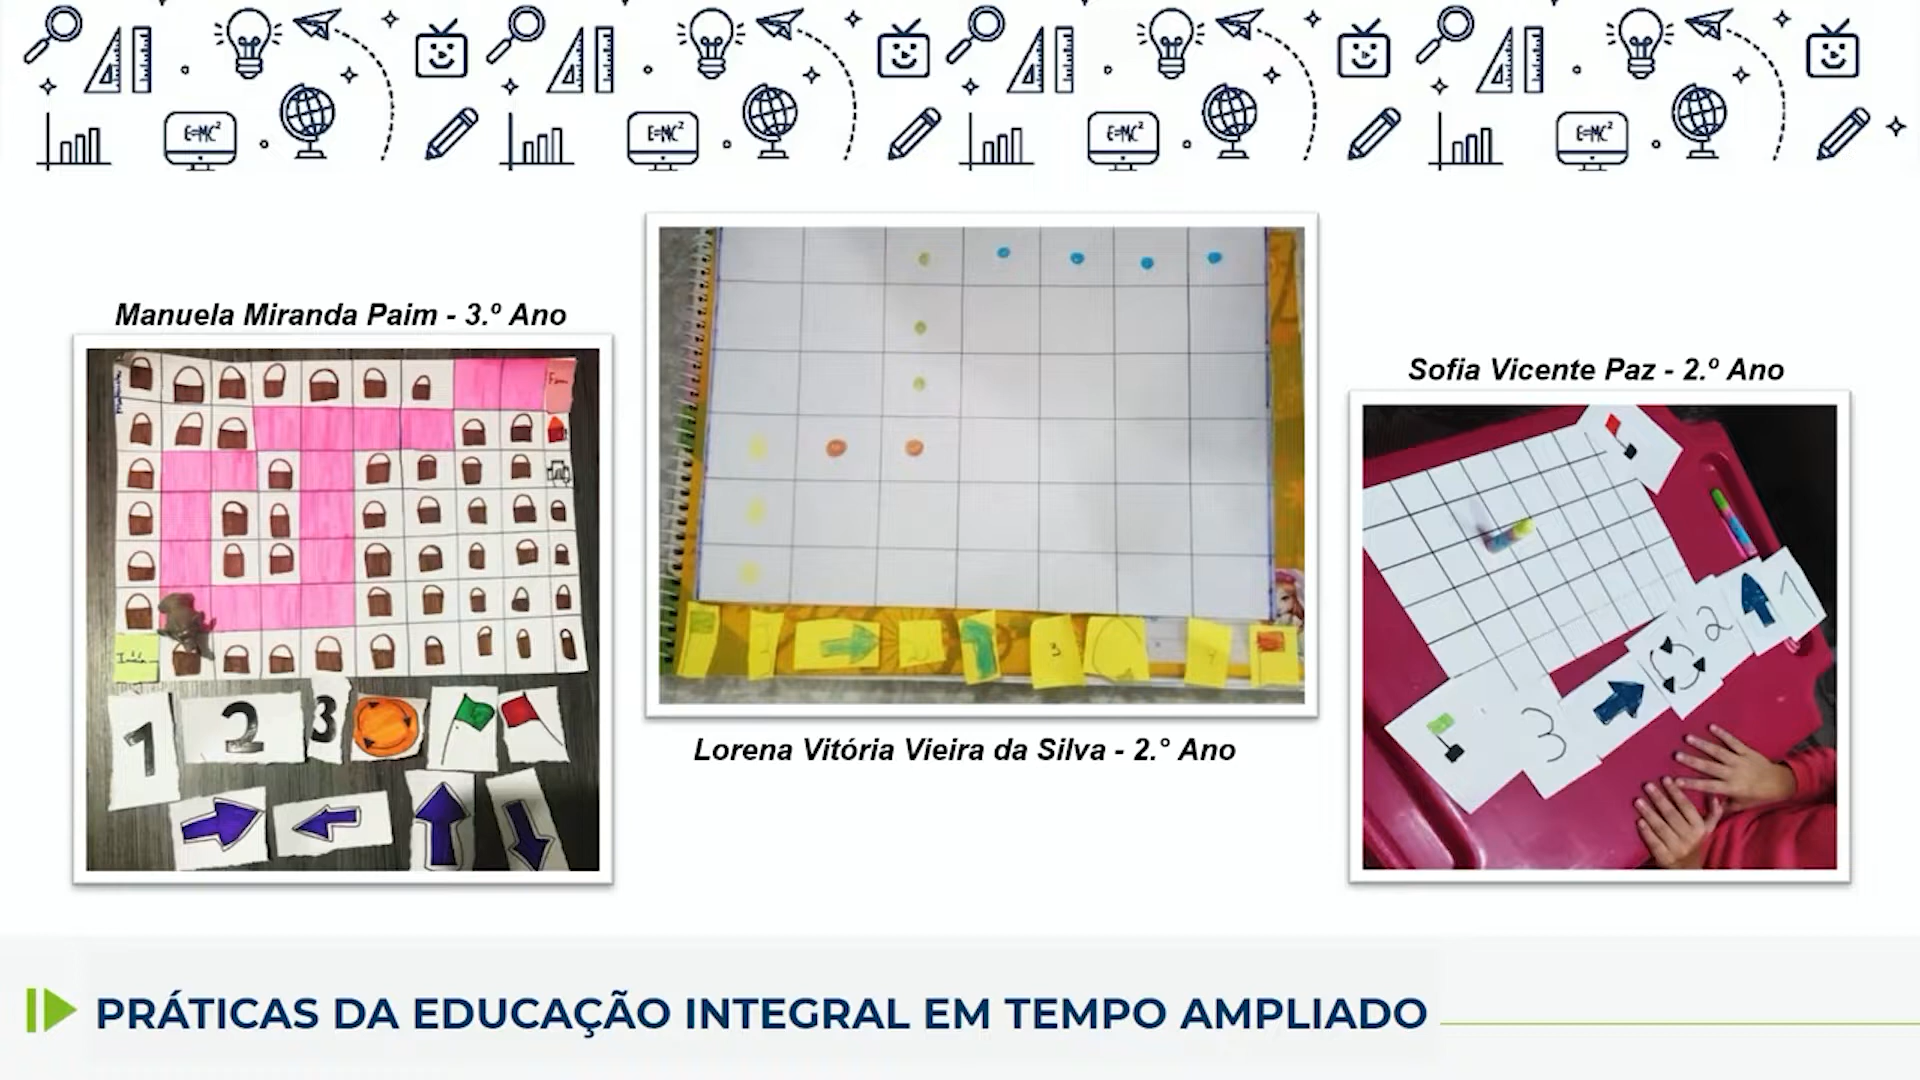 E=MC² E=MC² E=MC² E=MC²
Manuela Miranda Paim - 3.º Ano
Fim
Início
1 2 3
Lorena Vitória Vieira da Silva - 2.° Ano
3
Sofia Vicente Paz - 2.º Ano
3 2 1
PRÁTICAS DA EDUCAÇÃO INTEGRAL EM TEMPO AMPLIADO